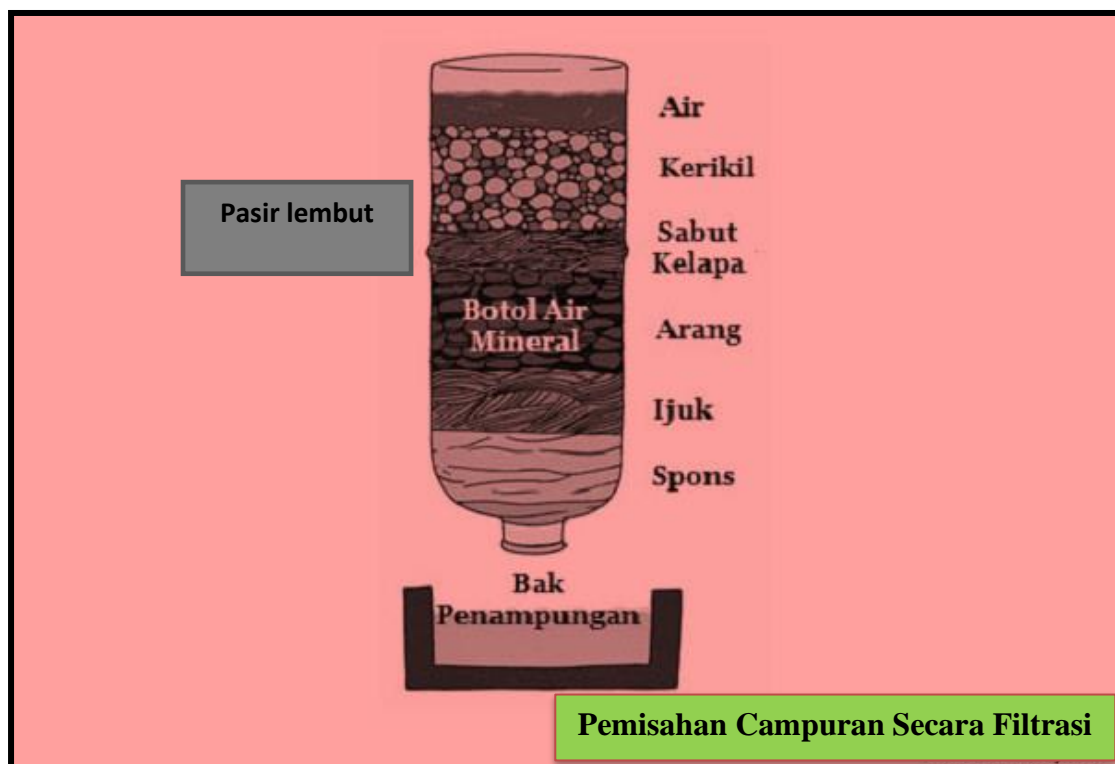 Air
Kerikil
Pasir lembut
Sabut
Kelapa
Botol Air
Mineral
Arang
Ijuk
Spons
Bak
Penampungan
Pemisahan Campuran Secara Filtrasi